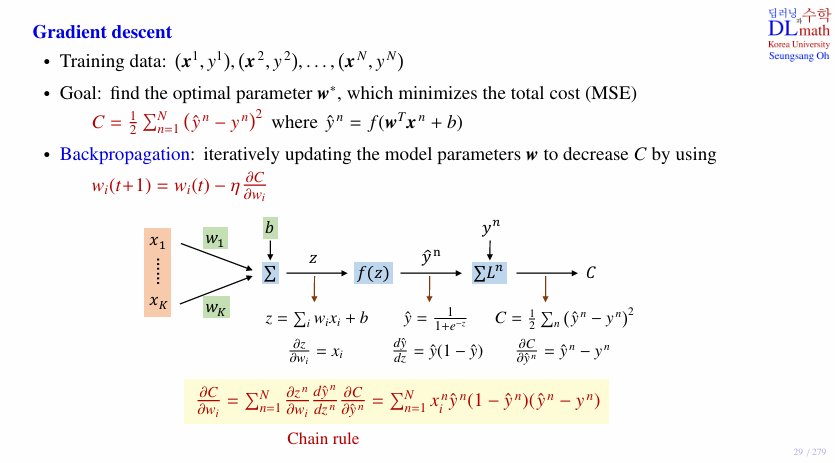 Gradient descent
딥러닝과 수학
DL math
Korea University
Seungsang Oh
• Training data: (x¹, y¹), (x², y²), . . . , (xᴺ, yᴺ)
• Goal: find the optimal parameter w*, which minimizes the total cost (MSE)
C = 1/2 ∑ₙ₌₁ᴺ (ŷⁿ − yⁿ)² where ŷⁿ = f(wᵀxⁿ + b)
• Backpropagation: iteratively updating the model parameters w to decrease C by using
wᵢ(t+1) = wᵢ(t) − η ∂C/∂wᵢ
x₁ w₁ b yⁿ
z ŷⁿ
∑ f(z) ∑Lⁿ C
x_K w_K
z = ∑ᵢ wᵢxᵢ + b ŷ = 1/(1+e⁻ᶻ) C = 1/2 ∑ₙ (ŷⁿ − yⁿ)²
∂z/∂wᵢ = xᵢ dŷ/dz = ŷ(1 − ŷ) ∂C/∂ŷⁿ = ŷⁿ − yⁿ
∂C/∂wᵢ = ∑ₙ₌₁ᴺ ∂zⁿ/∂wᵢ dŷⁿ/dzⁿ ∂C/∂ŷⁿ = ∑ₙ₌₁ᴺ xᵢⁿŷⁿ(1 − ŷⁿ)(ŷⁿ − yⁿ)
Chain rule
29 / 279